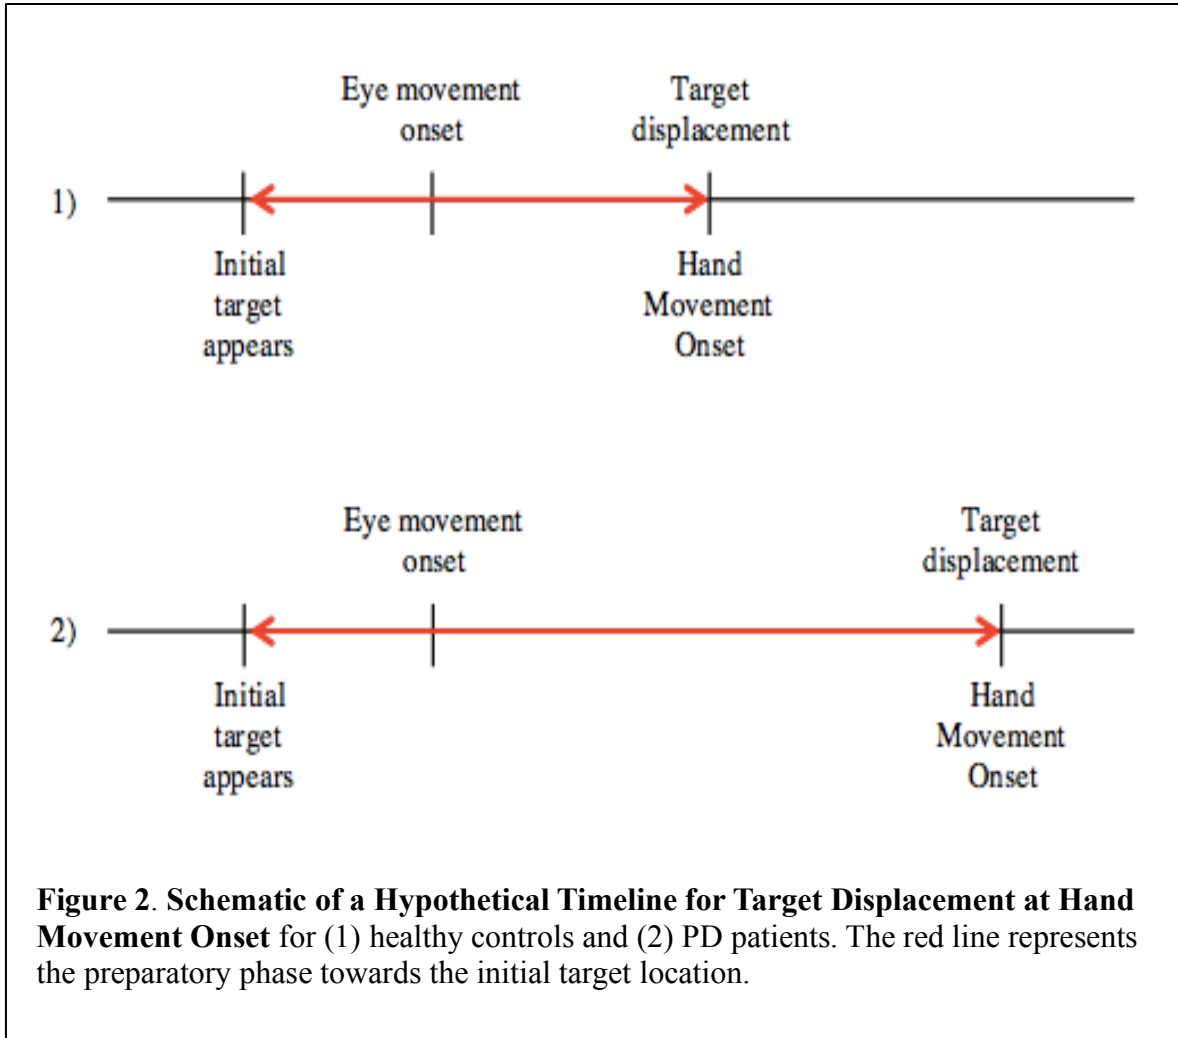 Eye movement
onset
Target
displacement
1)
Initial
target
appears
Hand
Movement
Onset
Eye movement
onset
Target
displacement
2)
Initial
target
appears
Hand
Movement
Onset
Figure 2. Schematic of a Hypothetical Timeline for Target Displacement at Hand
Movement Onset for (1) healthy controls and (2) PD patients. The red line represents
the preparatory phase towards the initial target location.